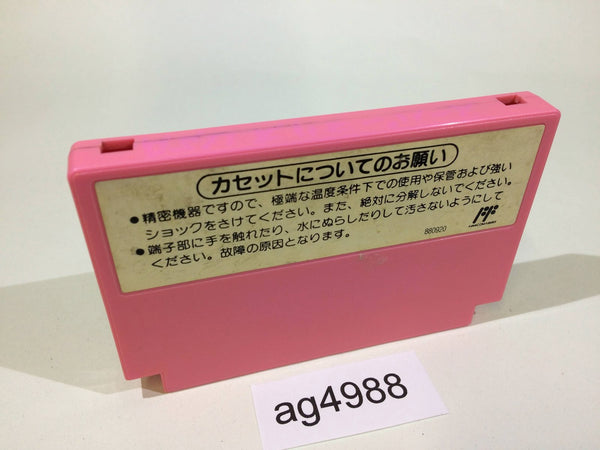 カセットについてのお願い
●精密機器ですので、極端な温度条件下での使用や保管および強い
ショックをさけてください。また、絶対に分解しないでください。
●端子部に手を触れたり、水にぬらしたりして汚さないようにして
ください。故障の原因となります。
880920
ag4988